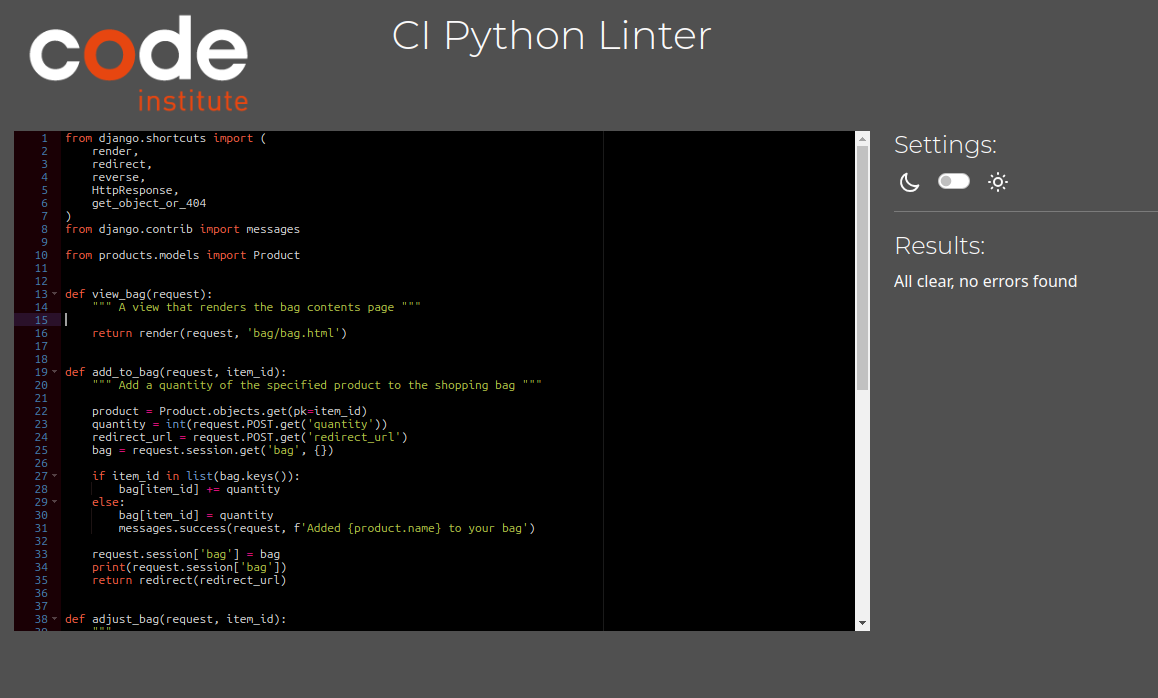 code
institute
CI Python Linter
1 from django.shortcuts import (
2     render,
3     redirect,
4     reverse,
5     HttpResponse,
6     get_object_or_404
7 )
8 from django.contrib import messages
9
10 from products.models import Product
11
12
13 def view_bag(request):
14     """ A view that renders the bag contents page """
15
16     return render(request, 'bag/bag.html')
17
18
19 def add_to_bag(request, item_id):
20     """ Add a quantity of the specified product to the shopping bag """
21
22     product = Product.objects.get(pk=item_id)
23     quantity = int(request.POST.get('quantity'))
24     redirect_url = request.POST.get('redirect_url')
25     bag = request.session.get('bag', {})
26
27     if item_id in list(bag.keys()):
28         bag[item_id] += quantity
29     else:
30         bag[item_id] = quantity
31         messages.success(request, f'Added {product.name} to your bag')
32
33     request.session['bag'] = bag
34     print(request.session['bag'])
35     return redirect(redirect_url)
36
37
38 def adjust_bag(request, item_id):
39     """
Settings:
Results:
All clear, no errors found